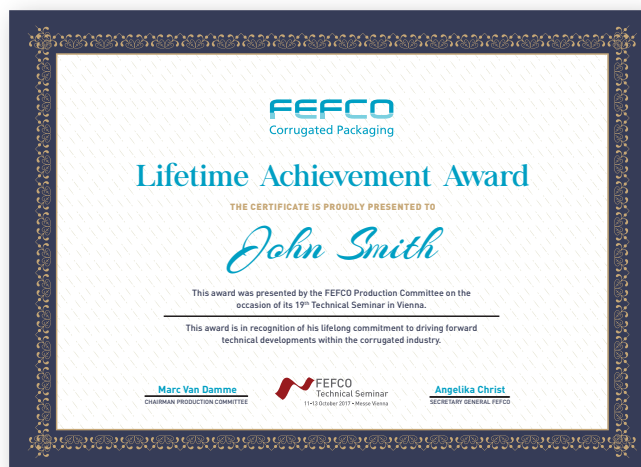 FEFCO
Corrugated Packaging
Lifetime Achievement Award
THE CERTIFICATE IS PROUDLY PRESENTED TO
John Smith
This award was presented by the FEFCO Production Committee on the
occasion of its 19th Technical Seminar in Vienna.
This award is in recognition of his lifelong commitment to driving forward
technical developments within the corrugated industry.
Marc Van Damme
CHAIRMAN PRODUCTION COMMITTEE
FEFCO
Technical Seminar
11•13 October 2017 • Messe Vienna
Angelika Christ
SECRETARY GENERAL FEFCO